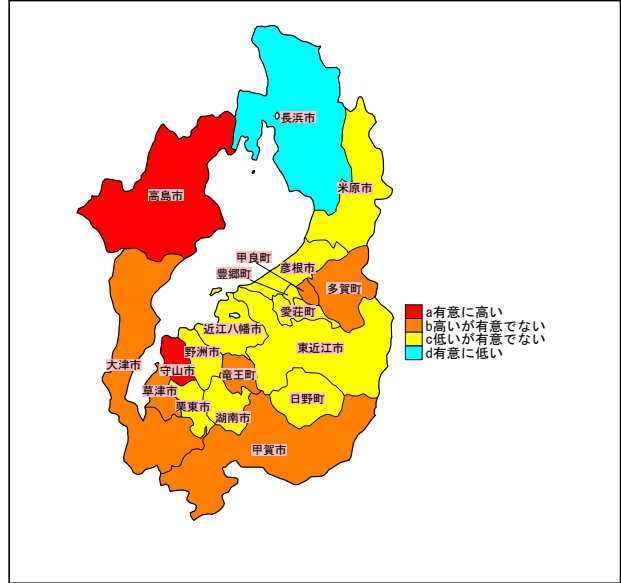 長浜市
米原市
高島市
甲良町
彦根市
豊郷町
多賀町
愛荘町
近江八幡市
東近江市
野洲市
大津市
守山市
竜王町
草津市
日野町
栗東市
湖南市
甲賀市
a有意に高い
b高いが有意でない
c低いが有意でない
d有意に低い